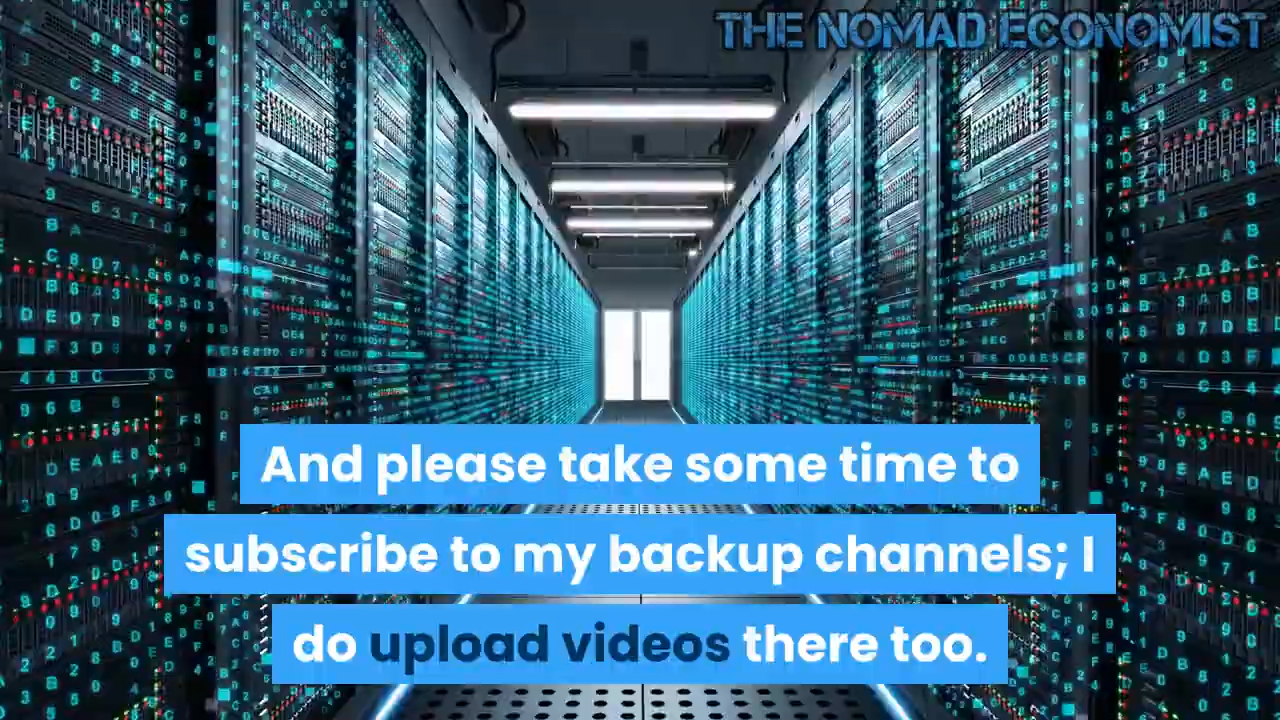 THE NOMAD ECONOMIST
And please take some time to
subscribe to my backup channels; I
do upload videos there too.